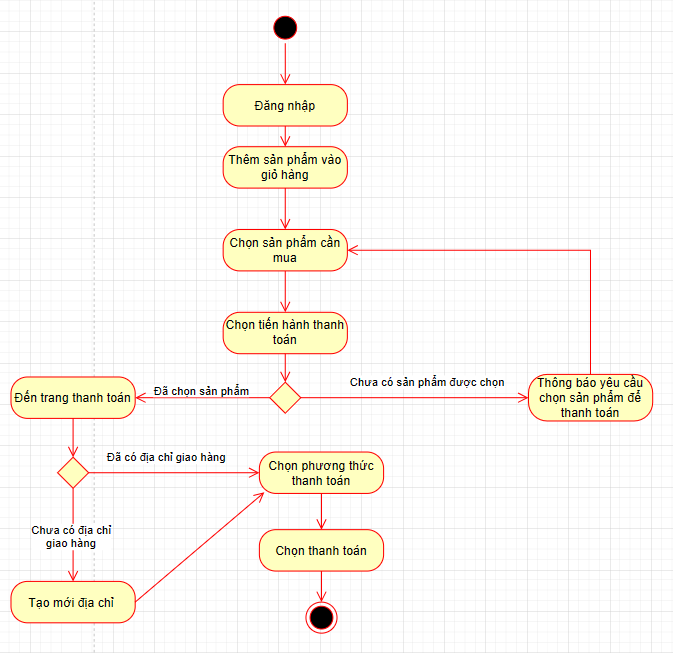 Đăng nhập
Thêm sản phẩm vào
giỏ hàng
Chọn sản phẩm cần
mua
Chọn tiến hành thanh
toán
Đã chọn sản phẩm
Chưa có sản phẩm được chọn
Đến trang thanh toán
Thông báo yêu cầu
chọn sản phẩm để
thanh toán
Đã có địa chỉ giao hàng
Chọn phương thức
thanh toán
Chưa có địa chỉ
giao hàng
Chọn thanh toán
Tạo mới địa chỉ